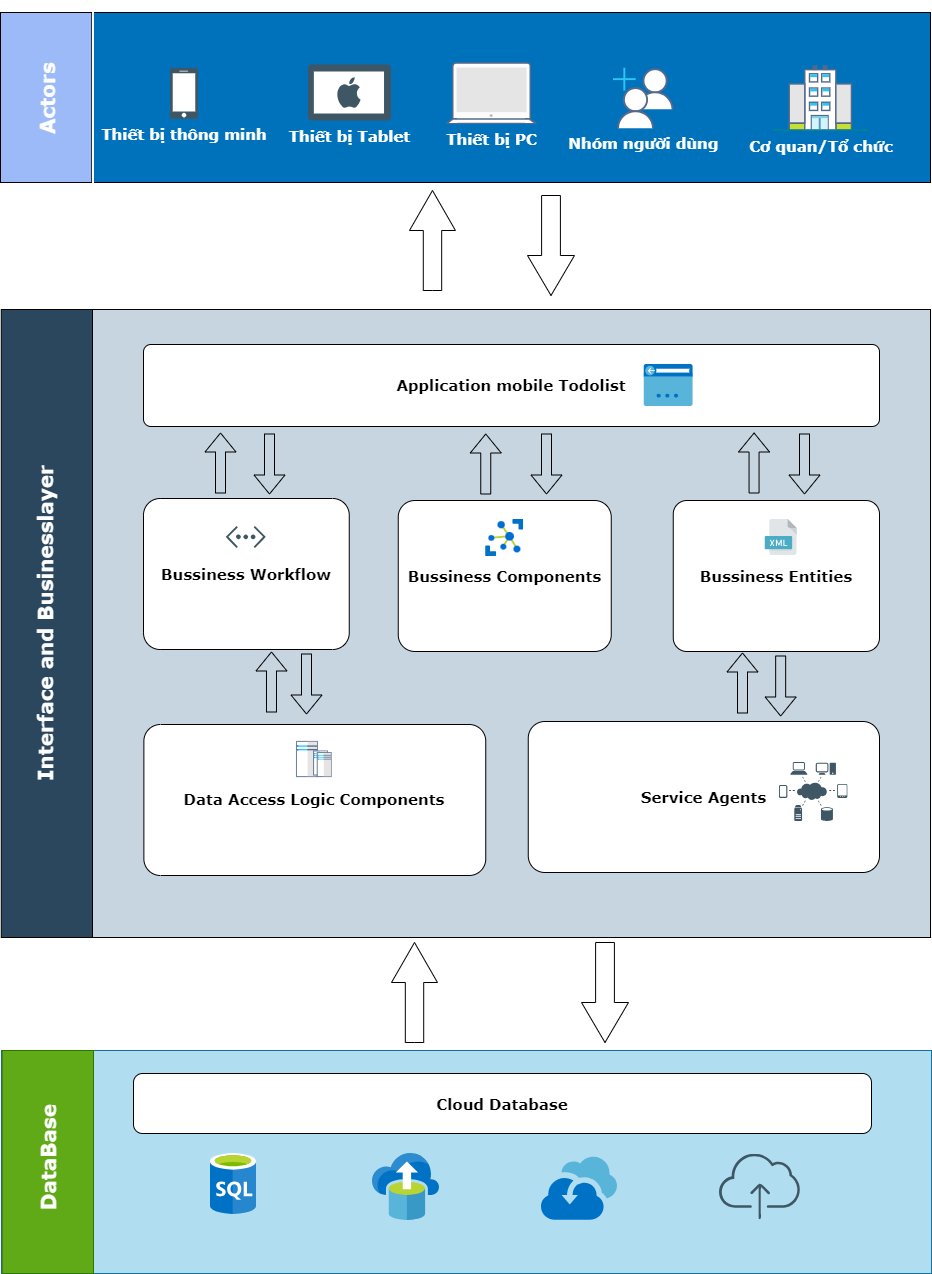 Actors
Thiết bị thông minh
Thiết bị Tablet
Thiết bị PC
Nhóm người dùng
Cơ quan/Tổ chức
Interface and Businesslayer
Application mobile Todolist
Bussiness Workflow
Bussiness Components
XML
Bussiness Entities
Data Access Logic Components
Service Agents
DataBase
Cloud Database
SQL